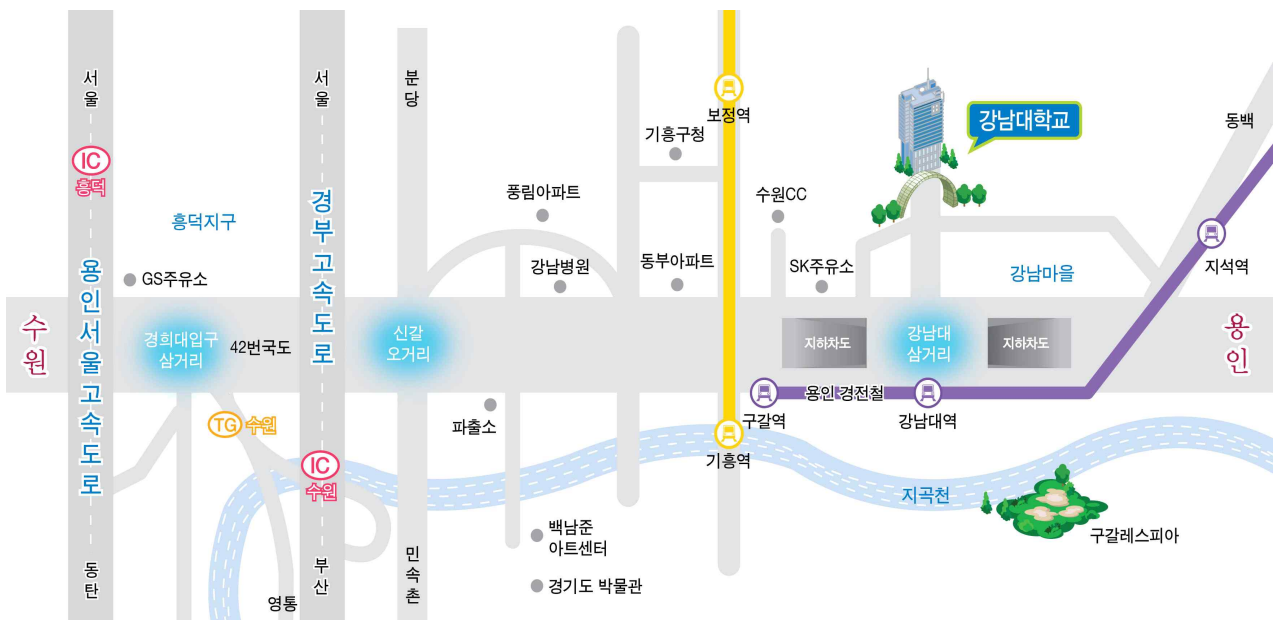 서울
서울
분당
보정역
강남대학교
동백
기흥구청
IC
흥덕
풍림아파트
수원CC
흥덕지구
경부고속도로
강남병원
동부아파트
SK주유소
강남마을
지석역
GS주유소
용인서울고속도로
수원
경희대입구
삼거리
42번국도
신갈
오거리
지하차도
강남대
삼거리
지하차도
용인
용인 경전철
구갈역
강남대역
TG 수원
파출소
기흥역
IC
수원
지곡천
백남준
아트센터
구갈레스피아
동탄
부산
민속촌
경기도 박물관
영통